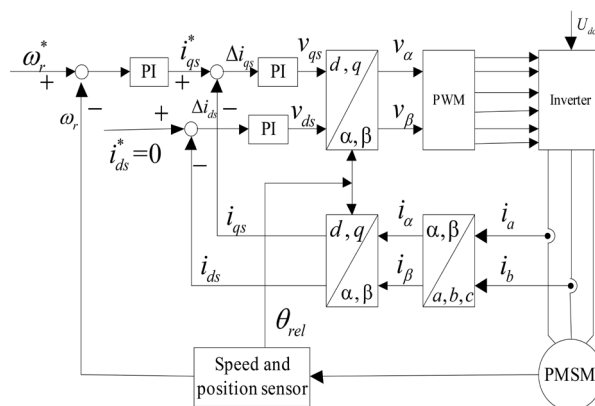 ω_r^* + − PI i_qs^* + − Δi_qs PI v_qs d,q α,β v_α PWM Inverter U_dc
ω_r
i_ds^*=0 + − Δi_ds PI v_ds v_β
i_qs d,q α,β i_α α,β a,b,c i_a
i_ds i_β i_b
θ_rel
Speed and
position sensor
PMSM